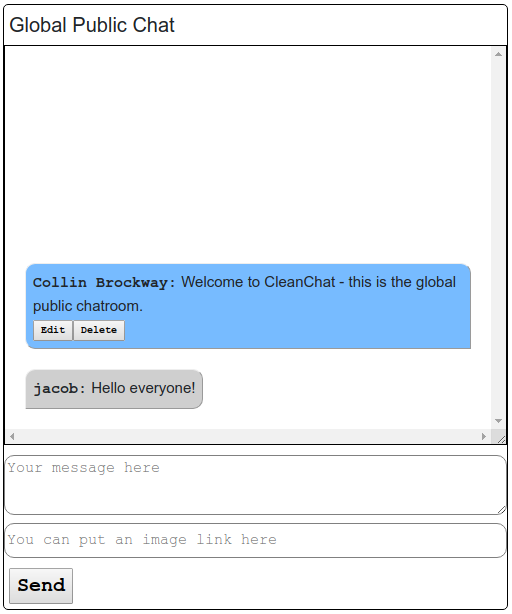 Global Public Chat
Collin Brockway: Welcome to CleanChat - this is the global
public chatroom.
Edit Delete
jacob: Hello everyone!
Your message here
You can put an image link here
Send